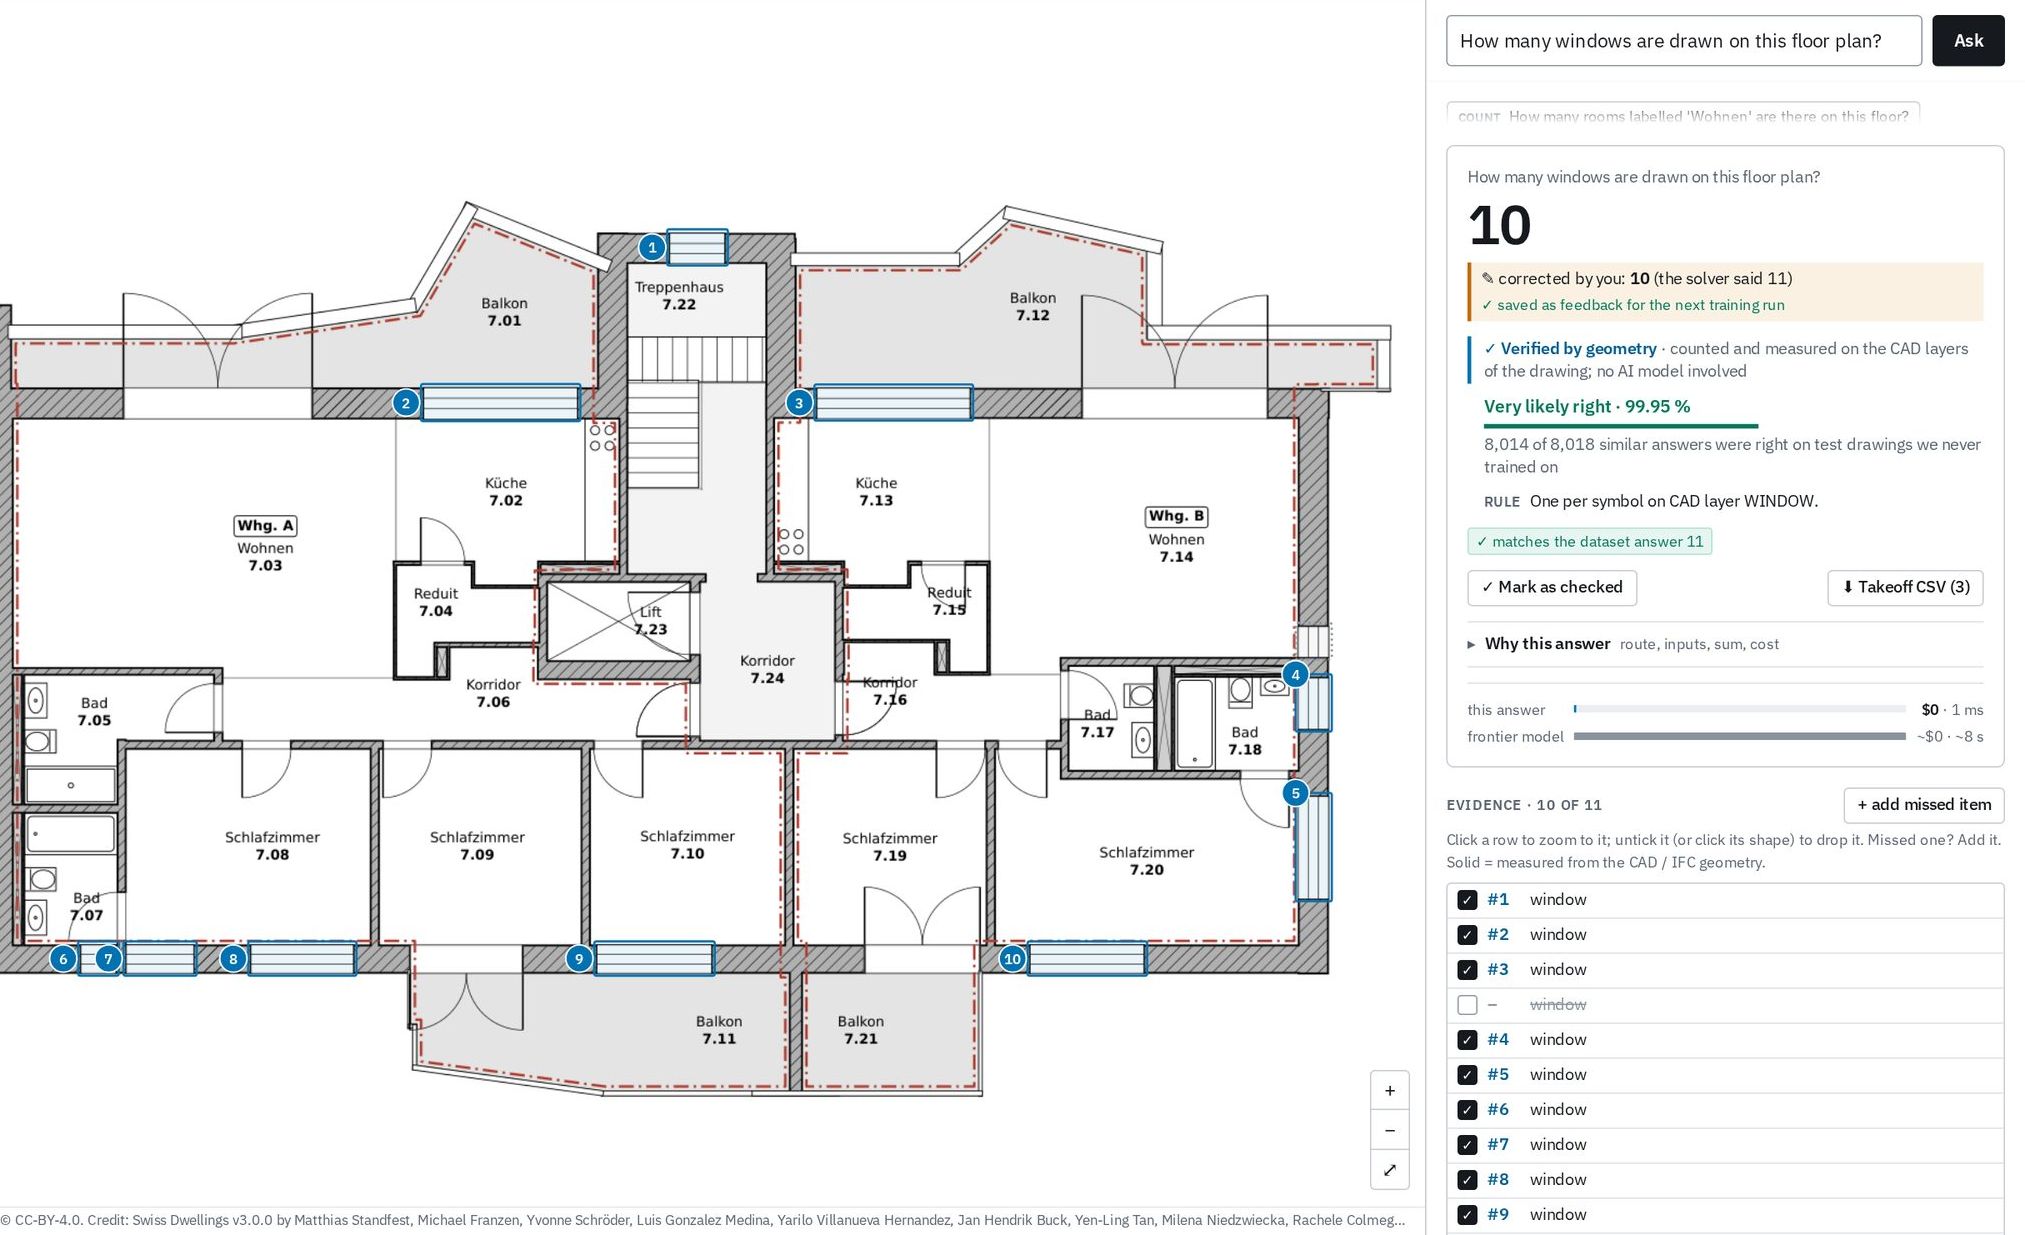 How many windows are drawn on this floor plan?
Ask
COUNT How many rooms labelled 'Wohnen' are there on this floor?
How many windows are drawn on this floor plan?
10
✎ corrected by you: 10 (the solver said 11)
✓ saved as feedback for the next training run
✓ Verified by geometry · counted and measured on the CAD layers
of the drawing; no AI model involved
Very likely right · 99.95 %
8,014 of 8,018 similar answers were right on test drawings we never
trained on
RULE One per symbol on CAD layer WINDOW.
✓ matches the dataset answer 11
✓ Mark as checked
⬇ Takeoff CSV (3)
▸ Why this answer route, inputs, sum, cost
this answer $0 · 1 ms
frontier model ~$0 · ~8 s
EVIDENCE · 10 OF 11
+ add missed item
Click a row to zoom to it; untick it (or click its shape) to drop it. Missed one? Add it.
Solid = measured from the CAD / IFC geometry.
✓ #1 window
✓ #2 window
✓ #3 window
– window
✓ #4 window
✓ #5 window
✓ #6 window
✓ #7 window
✓ #8 window
✓ #9 window
1
Treppenhaus
7.22
Balkon
7.01
Balkon
7.12
2
3
Küche
7.02
Küche
7.13
Whg. A
Wohnen
7.03
Whg. B
Wohnen
7.14
Reduit
7.04
Lift
7.23
Reduit
7.15
Korridor
7.24
Korridor
7.06
Korridor
7.16
4
Bad
7.05
Bad
7.17
Bad
7.18
5
Schlafzimmer
7.08
Schlafzimmer
7.09
Schlafzimmer
7.10
Schlafzimmer
7.19
Schlafzimmer
7.20
Bad
7.07
6
7
8
9
10
Balkon
7.11
Balkon
7.21
+
−
⤢
© CC-BY-4.0. Credit: Swiss Dwellings v3.0.0 by Matthias Standfest, Michael Franzen, Yvonne Schröder, Luis Gonzalez Medina, Yarilo Villanueva Hernandez, Jan Hendrik Buck, Yen-Ling Tan, Milena Niedzwiecka, Rachele Colmeg...